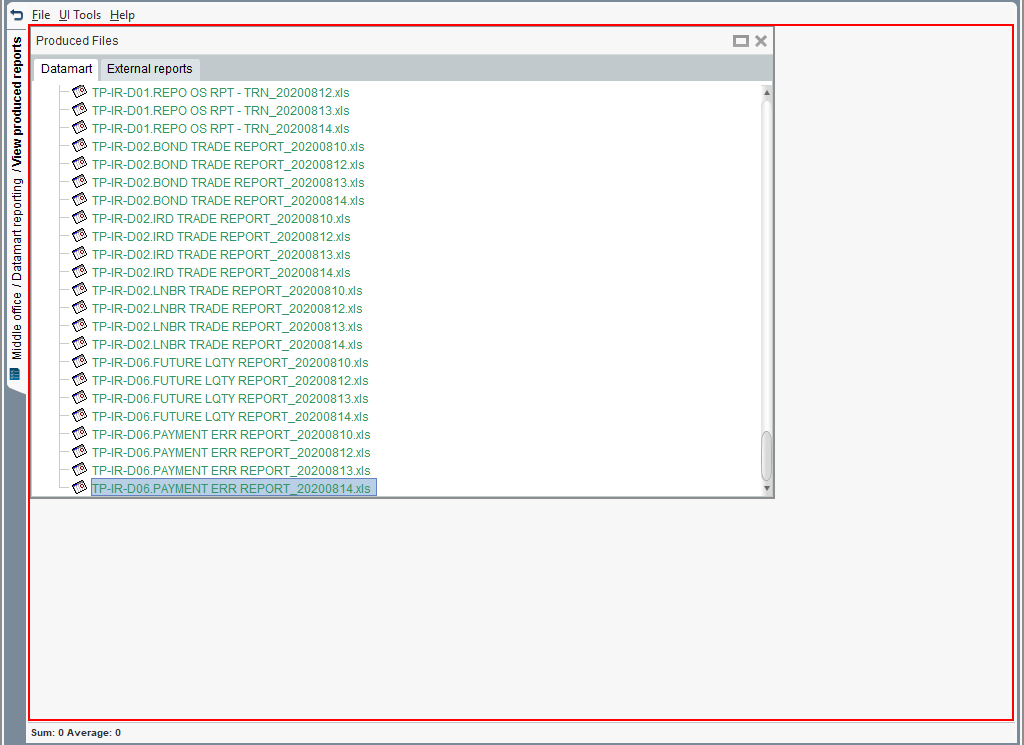 File UI Tools Help
Middle office / Datamart reporting / View produced reports
Produced Files
Datamart External reports
TP-IR-D01.REPO OS RPT - TRN_20200812.xls
TP-IR-D01.REPO OS RPT - TRN_20200813.xls
TP-IR-D01.REPO OS RPT - TRN_20200814.xls
TP-IR-D02.BOND TRADE REPORT_20200810.xls
TP-IR-D02.BOND TRADE REPORT_20200812.xls
TP-IR-D02.BOND TRADE REPORT_20200813.xls
TP-IR-D02.BOND TRADE REPORT_20200814.xls
TP-IR-D02.IRD TRADE REPORT_20200810.xls
TP-IR-D02.IRD TRADE REPORT_20200812.xls
TP-IR-D02.IRD TRADE REPORT_20200813.xls
TP-IR-D02.IRD TRADE REPORT_20200814.xls
TP-IR-D02.LNBR TRADE REPORT_20200810.xls
TP-IR-D02.LNBR TRADE REPORT_20200812.xls
TP-IR-D02.LNBR TRADE REPORT_20200813.xls
TP-IR-D02.LNBR TRADE REPORT_20200814.xls
TP-IR-D06.FUTURE LQTY REPORT_20200810.xls
TP-IR-D06.FUTURE LQTY REPORT_20200812.xls
TP-IR-D06.FUTURE LQTY REPORT_20200813.xls
TP-IR-D06.FUTURE LQTY REPORT_20200814.xls
TP-IR-D06.PAYMENT ERR REPORT_20200810.xls
TP-IR-D06.PAYMENT ERR REPORT_20200812.xls
TP-IR-D06.PAYMENT ERR REPORT_20200813.xls
TP-IR-D06.PAYMENT ERR REPORT_20200814.xls
Sum: 0 Average: 0